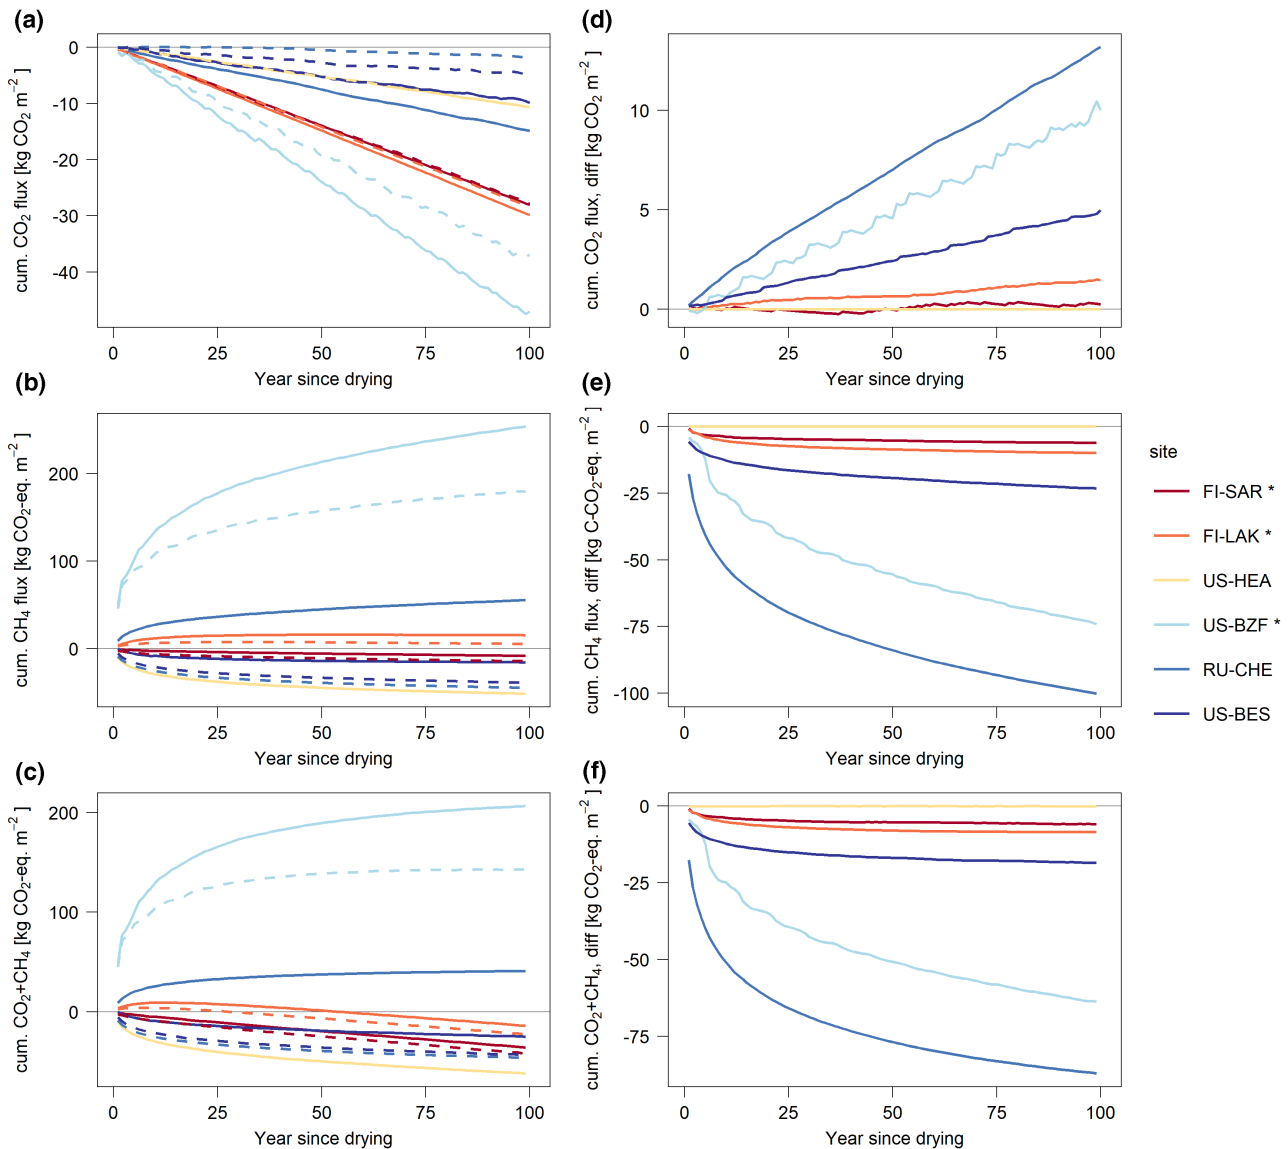 (a)
cum. CO2 flux [kg CO2 m−2 ]
0
-10
-20
-30
-40
0 25 50 75 100
Year since drying
(d)
cum. CO2 flux, diff [kg CO2 m−2 ]
10
5
0
0 25 50 75 100
Year since drying
(b)
cum. CH4 flux [kg CO2-eq. m−2 ]
200
100
0
0 25 50 75 100
Year since drying
(e)
cum. CH4 flux, diff [kg C-CO2-eq. m−2 ]
0
-25
-50
-75
-100
0 25 50 75 100
Year since drying
(c)
cum. CO2+CH4 [kg CO2-eq. m−2 ]
200
100
0
0 25 50 75 100
Year since drying
(f)
cum. CO2+CH4, diff [kg CO2-eq. m−2 ]
0
-25
-50
-75
0 25 50 75 100
Year since drying
site
FI-SAR *
FI-LAK *
US-HEA
US-BZF *
RU-CHE
US-BES